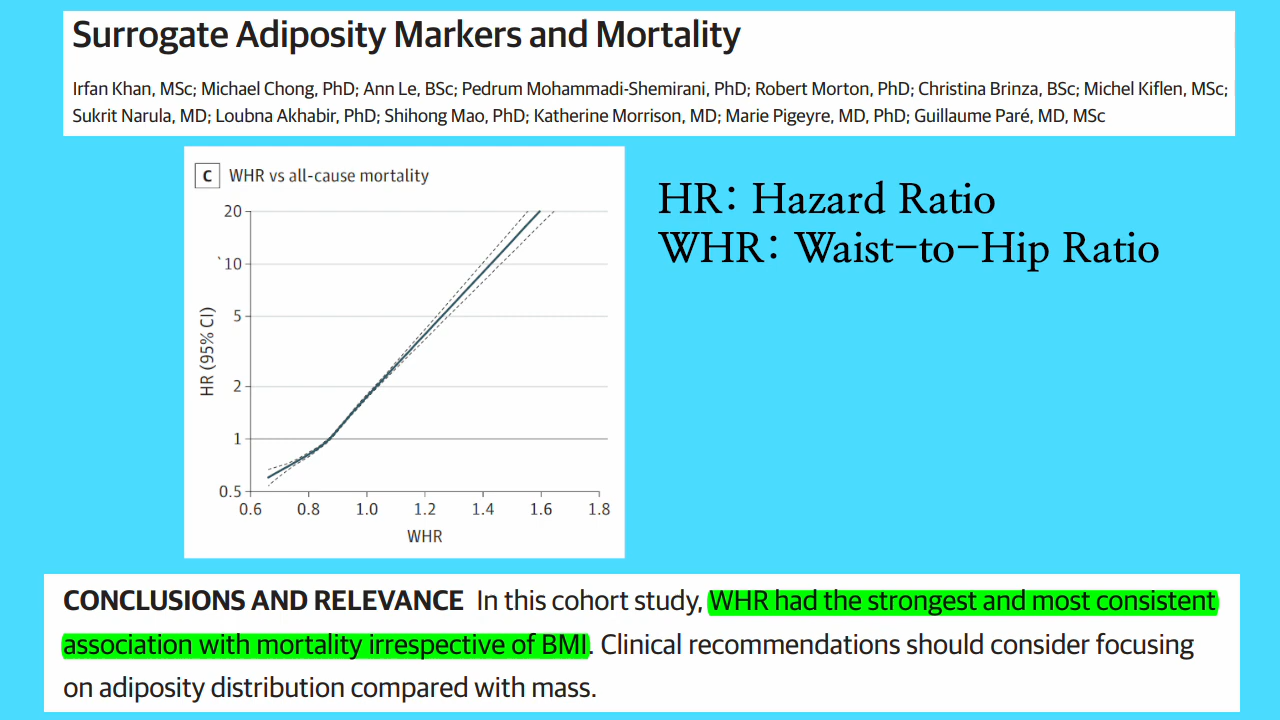 Surrogate Adiposity Markers and Mortality
Irfan Khan, MSc; Michael Chong, PhD; Ann Le, BSc; Pedrum Mohammadi-Shemirani, PhD; Robert Morton, PhD; Christina Brinza, BSc; Michel Kiflen, MSc;
Sukrit Narula, MD; Loubna Akhabir, PhD; Shihong Mao, PhD; Katherine Morrison, MD; Marie Pigeyre, MD, PhD; Guillaume Paré, MD, MSc
C WHR vs all-cause mortality
HR: Hazard Ratio
WHR: Waist-to-Hip Ratio
20
10
5
2
1
0.5
HR (95% CI)
0.6 0.8 1.0 1.2 1.4 1.6 1.8
WHR
CONCLUSIONS AND RELEVANCE In this cohort study, WHR had the strongest and most consistent
association with mortality irrespective of BMI. Clinical recommendations should consider focusing
on adiposity distribution compared with mass.